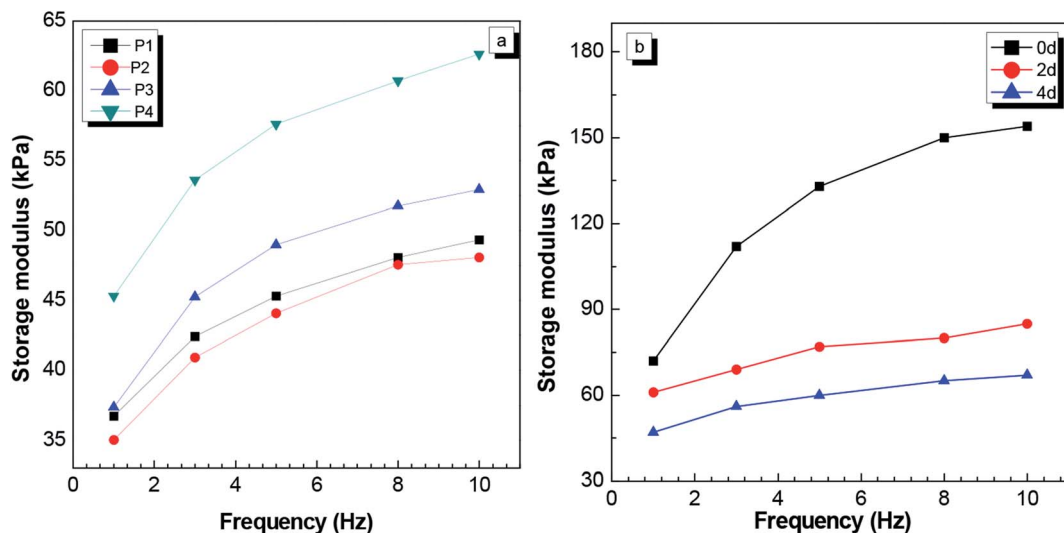 P1
P2
P3
P4
a
65
60
55
50
45
40
35
Storage modulus (kPa)
0 2 4 6 8 10
Frequency (Hz)
b
0d
2d
4d
180
150
120
90
60
30
Storage modulus (kPa)
0 2 4 6 8 10
Frequency (Hz)